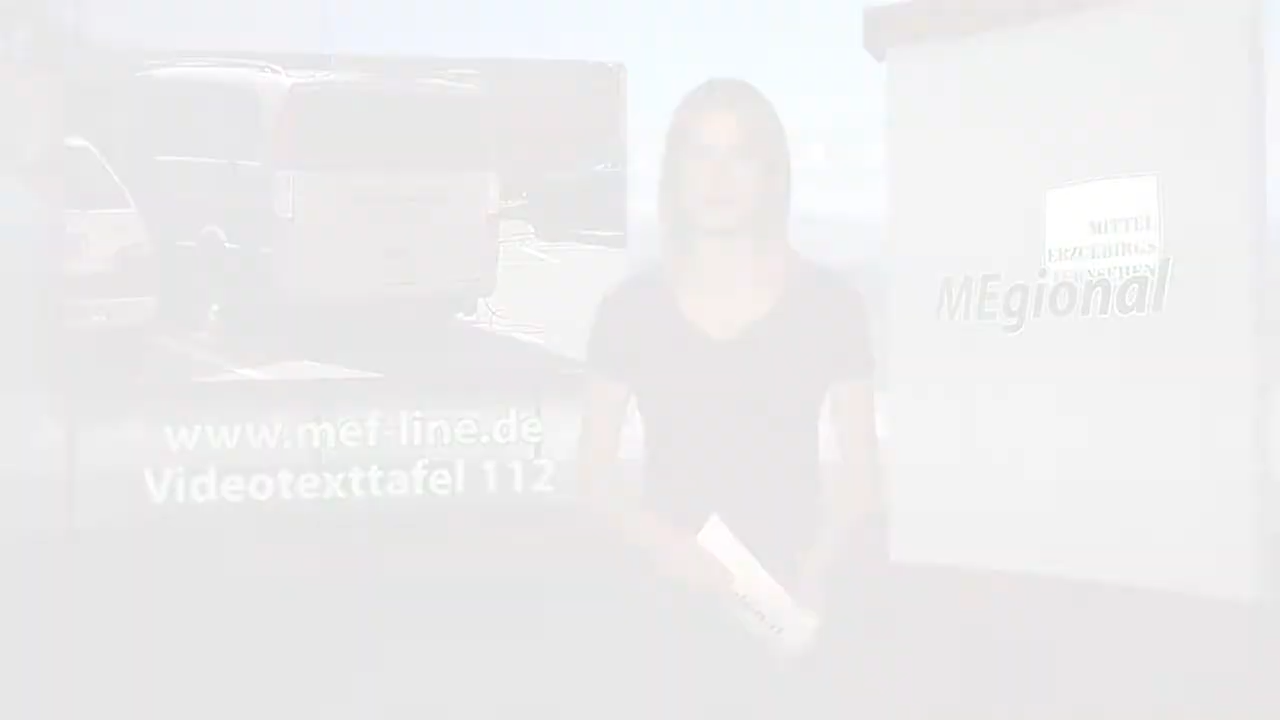 www.mef-line.de
Videotexttafel 112
MITTEL
ERZGEBIRGS
FERNSEHEN
MEgional